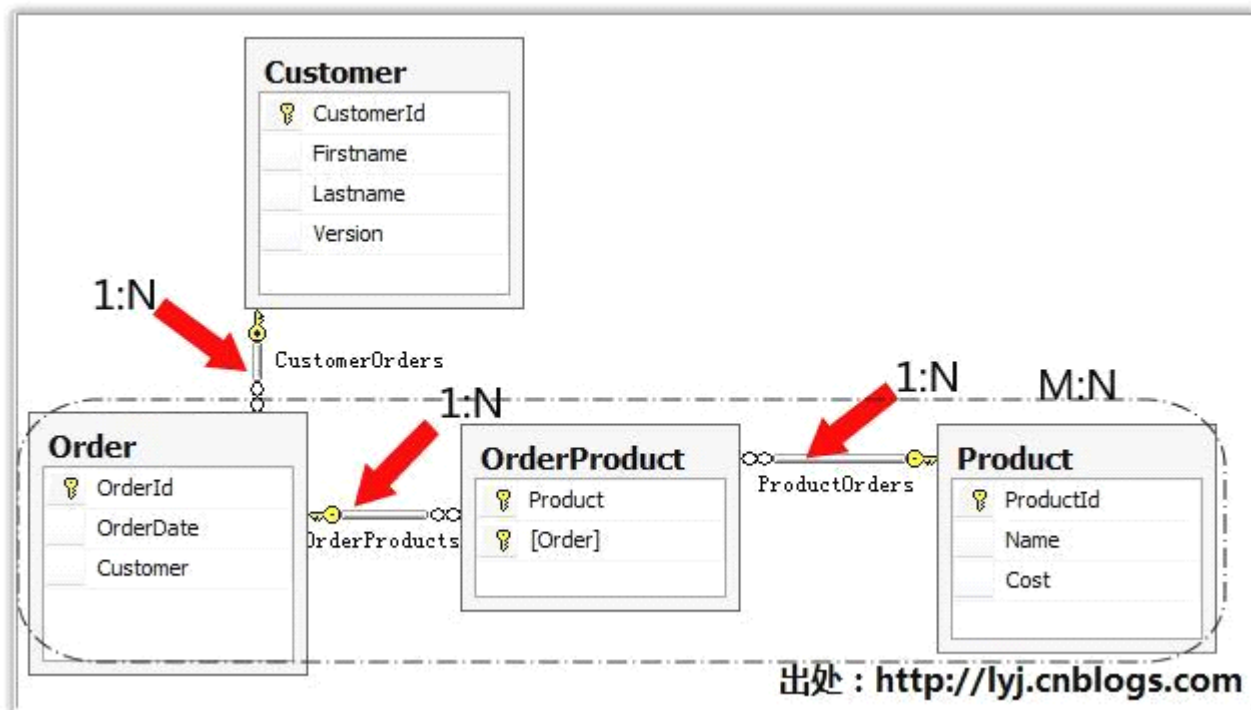 Customer
CustomerId
Firstname
Lastname
Version
1:N
CustomerOrders
1:N
1:N
M:N
Order
OrderId
OrderDate
Customer
OrderProducts
OrderProduct
Product
[Order]
ProductOrders
Product
ProductId
Name
Cost
出处：http://lyj.cnblogs.com